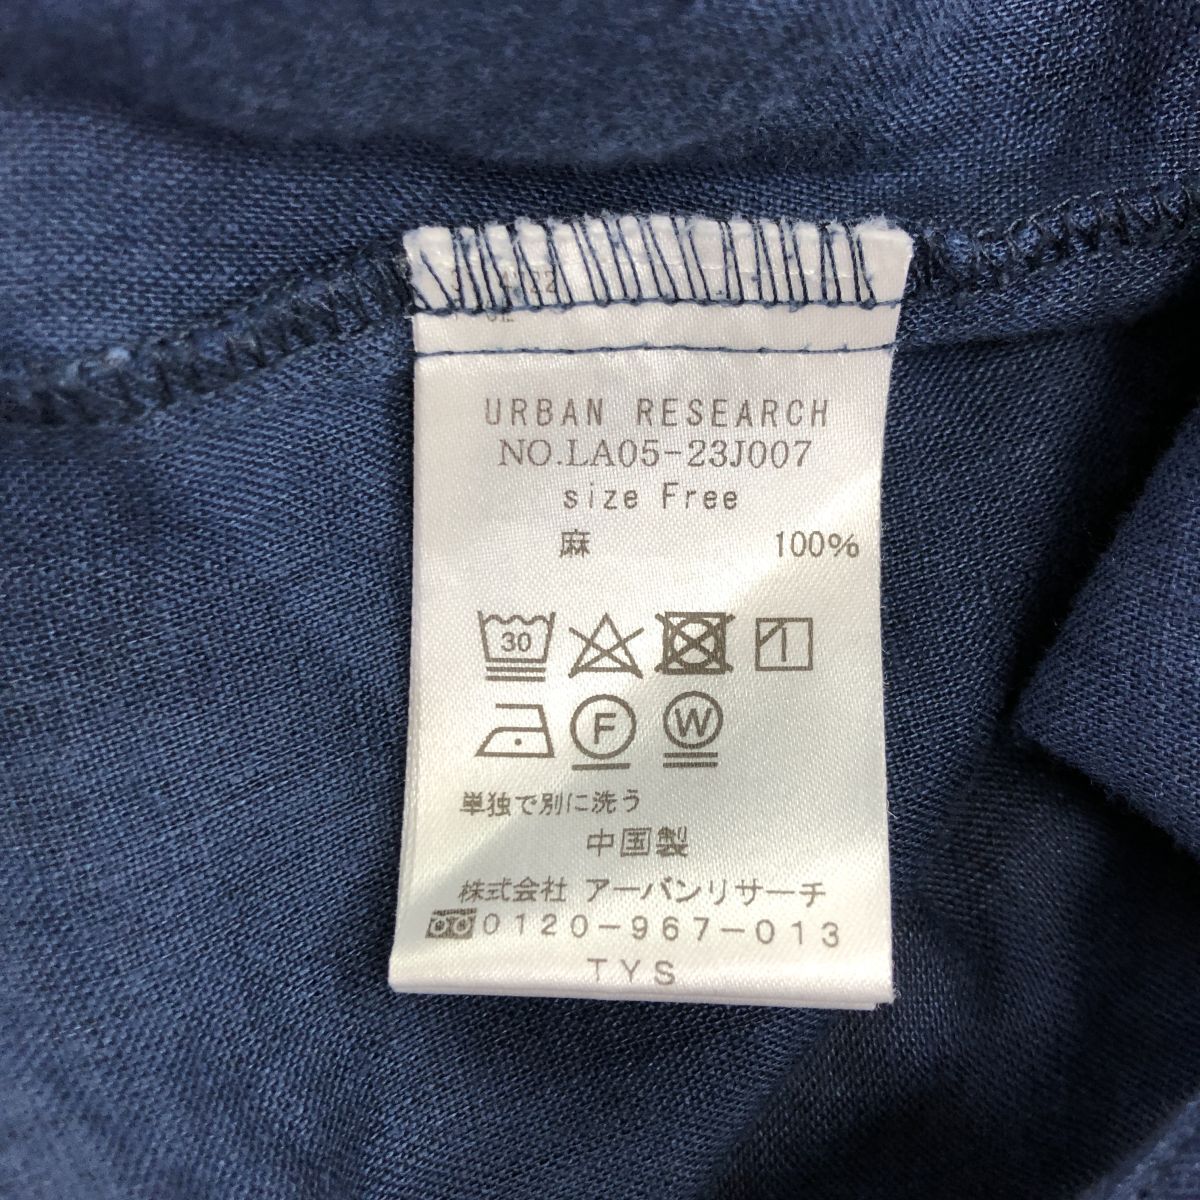 URBAN RESEARCH
NO.LA05-23J007
size Free
麻 100%
30
F W
単独で別に洗う
中国製
株式会社 アーバンリサーチ
0120-967-013
TYS